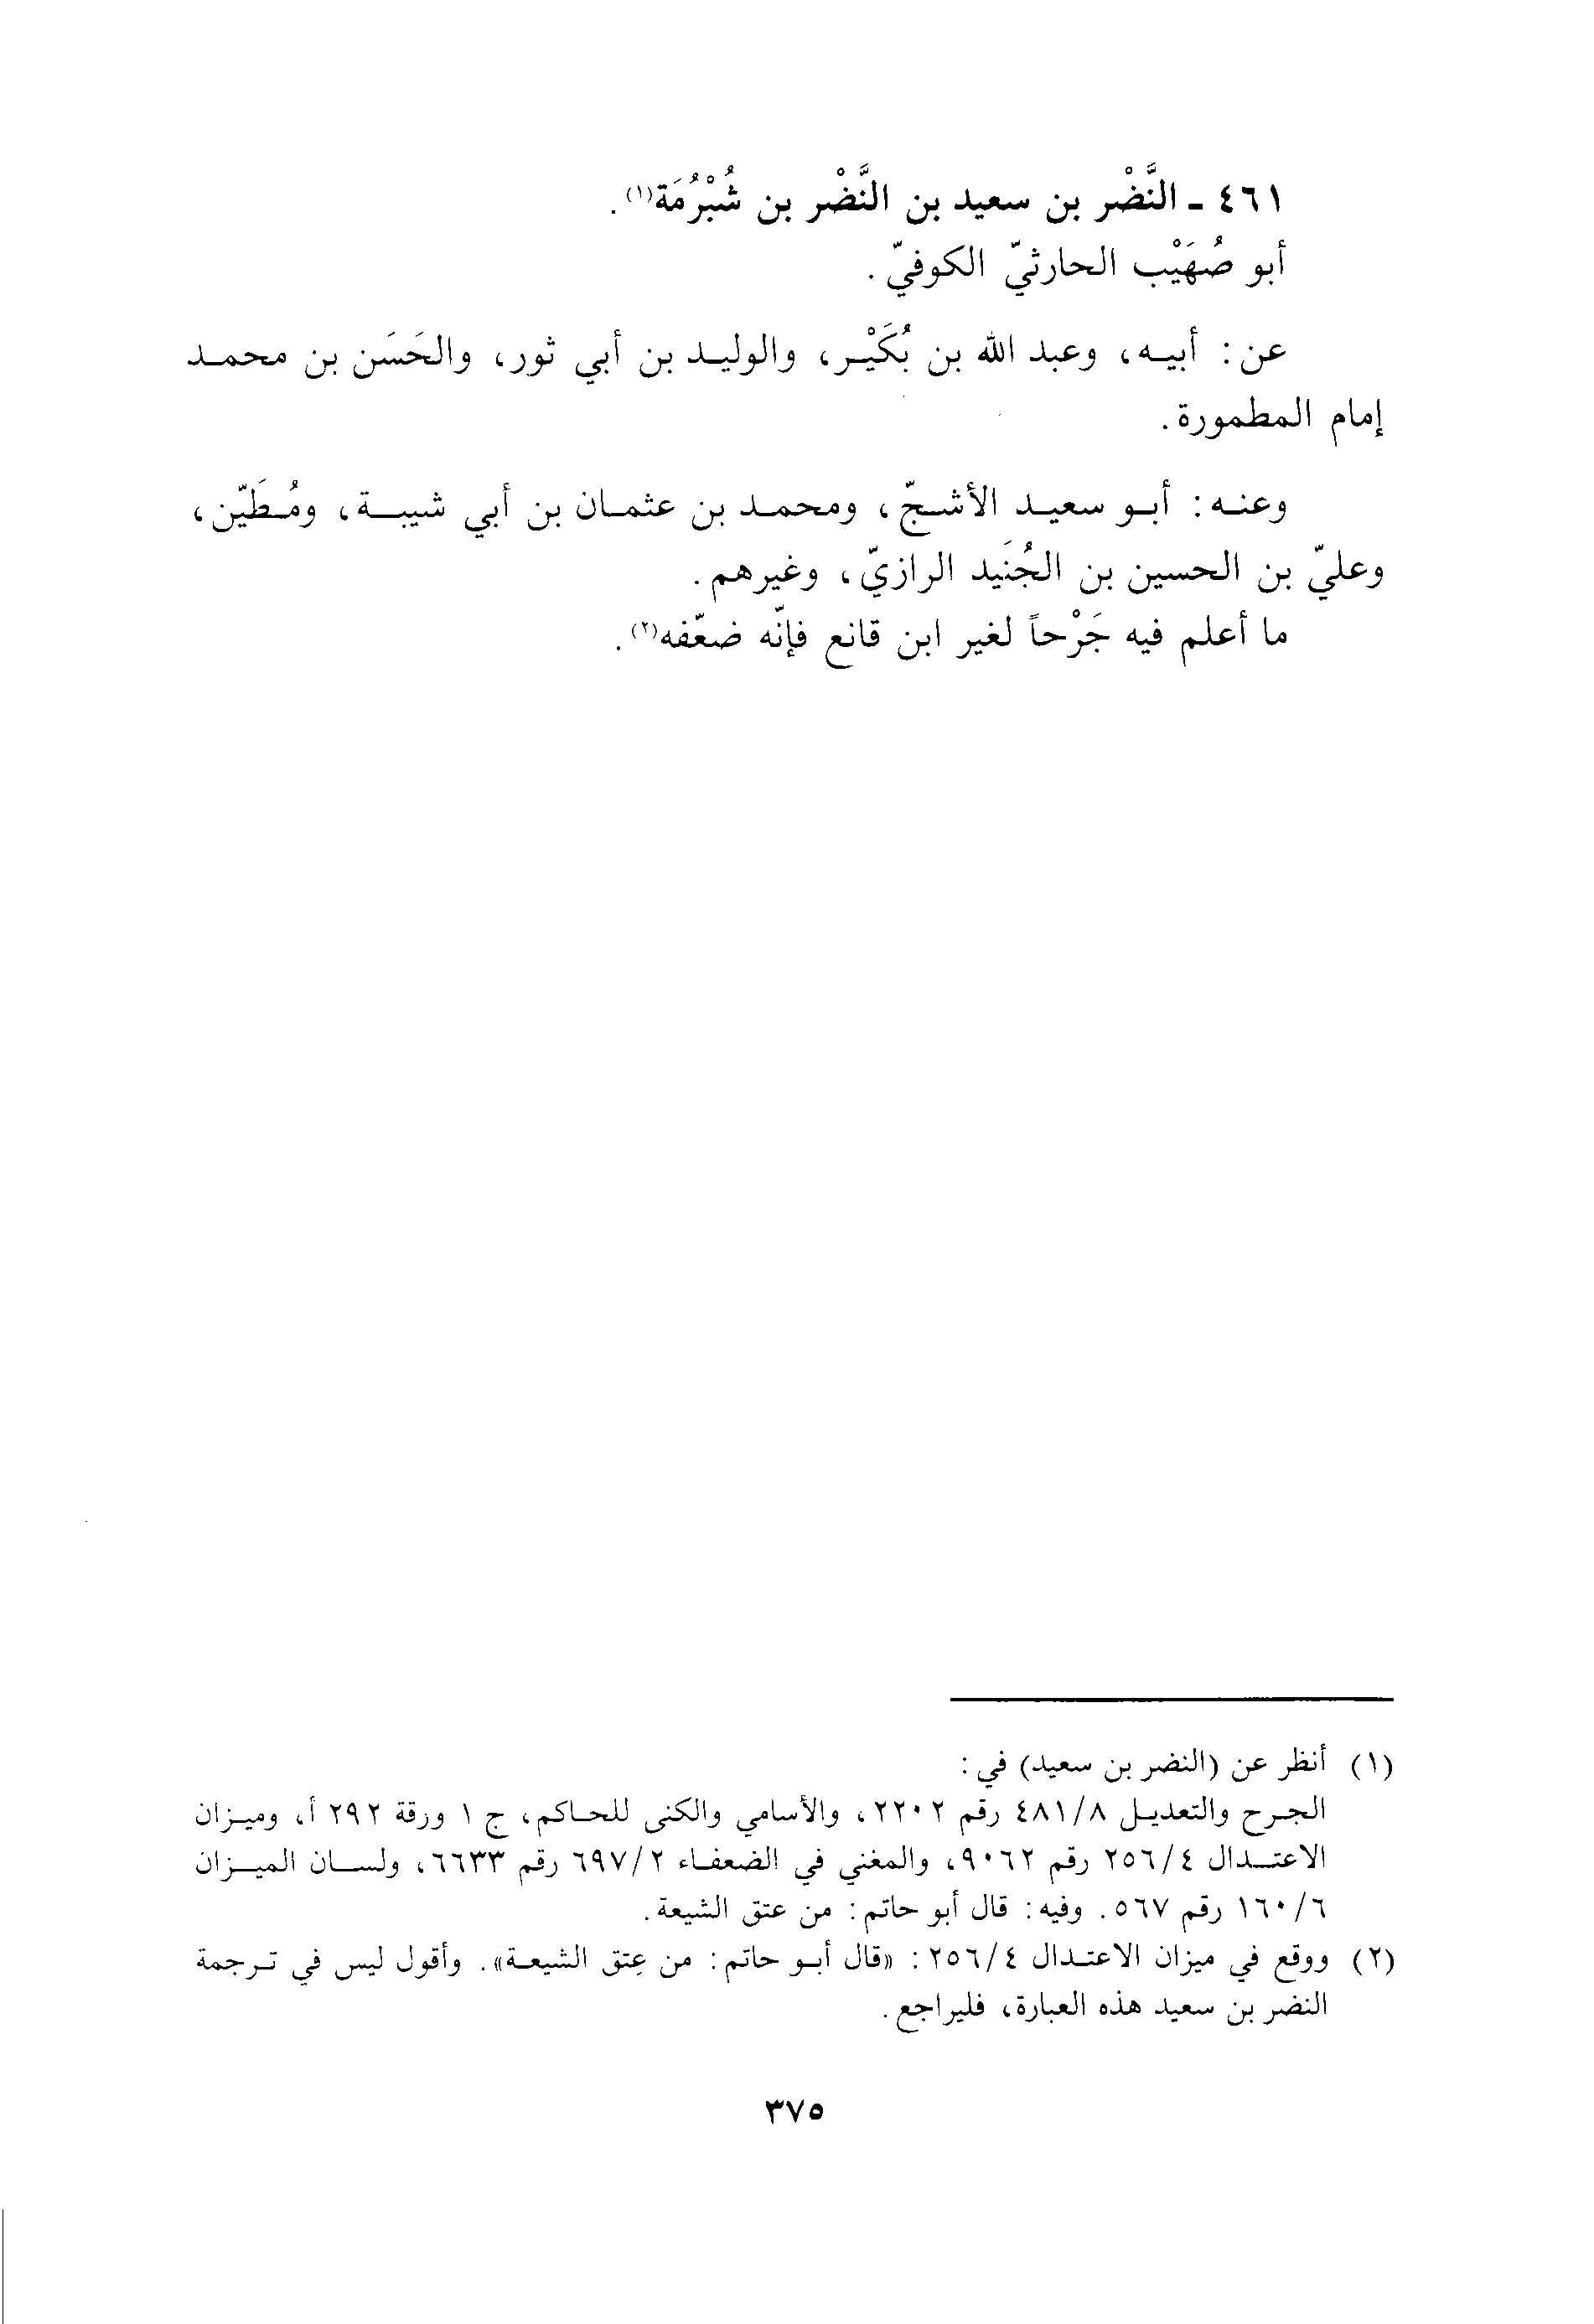 ٤٦١ - النَّضْر بن سعيد بن النَّضْر بن شُبْرُمَة(١).
أبو صُهَيْب الحارثيّ الكوفيّ.
عن: أبيه، وعبد الله بن بُكَيْر، والوليد بن أبي ثور، والحَسَن بن محمد
إمام المطمورة.
وعنه: أبو سعيد الأشجّ، ومحمد بن عثمان بن أبي شيبة، ومُطَيّن،
وعليّ بن الحسين بن الجُنَيد الرازيّ، وغيرهم.
ما أعلم فيه جَرْحاً لغير ابن قانع فإنّه ضعّفه(٢).
(١) أنظر عن (النضر بن سعيد) في:
الجرح والتعديل ٤٨١/٨ رقم ٢٢٠٢، والأسامي والكنى للحاكم، ج ١ ورقة ٢٩٢ أ، وميزان
الاعتدال ٢٥٦/٤ رقم ٩٠٦٢، والمغني في الضعفاء ٦٩٧/٢ رقم ٦٦٣٣، ولسان الميزان
١٦٠/٦ رقم ٥٦٧. وفيه: قال أبو حاتم: من عتق الشيعة.
(٢) ووقع في ميزان الاعتدال ٢٥٦/٤: «قال أبو حاتم: من عِتق الشيعة». وأقول ليس في ترجمة
النضر بن سعيد هذه العبارة، فليراجع.
٣٧٥